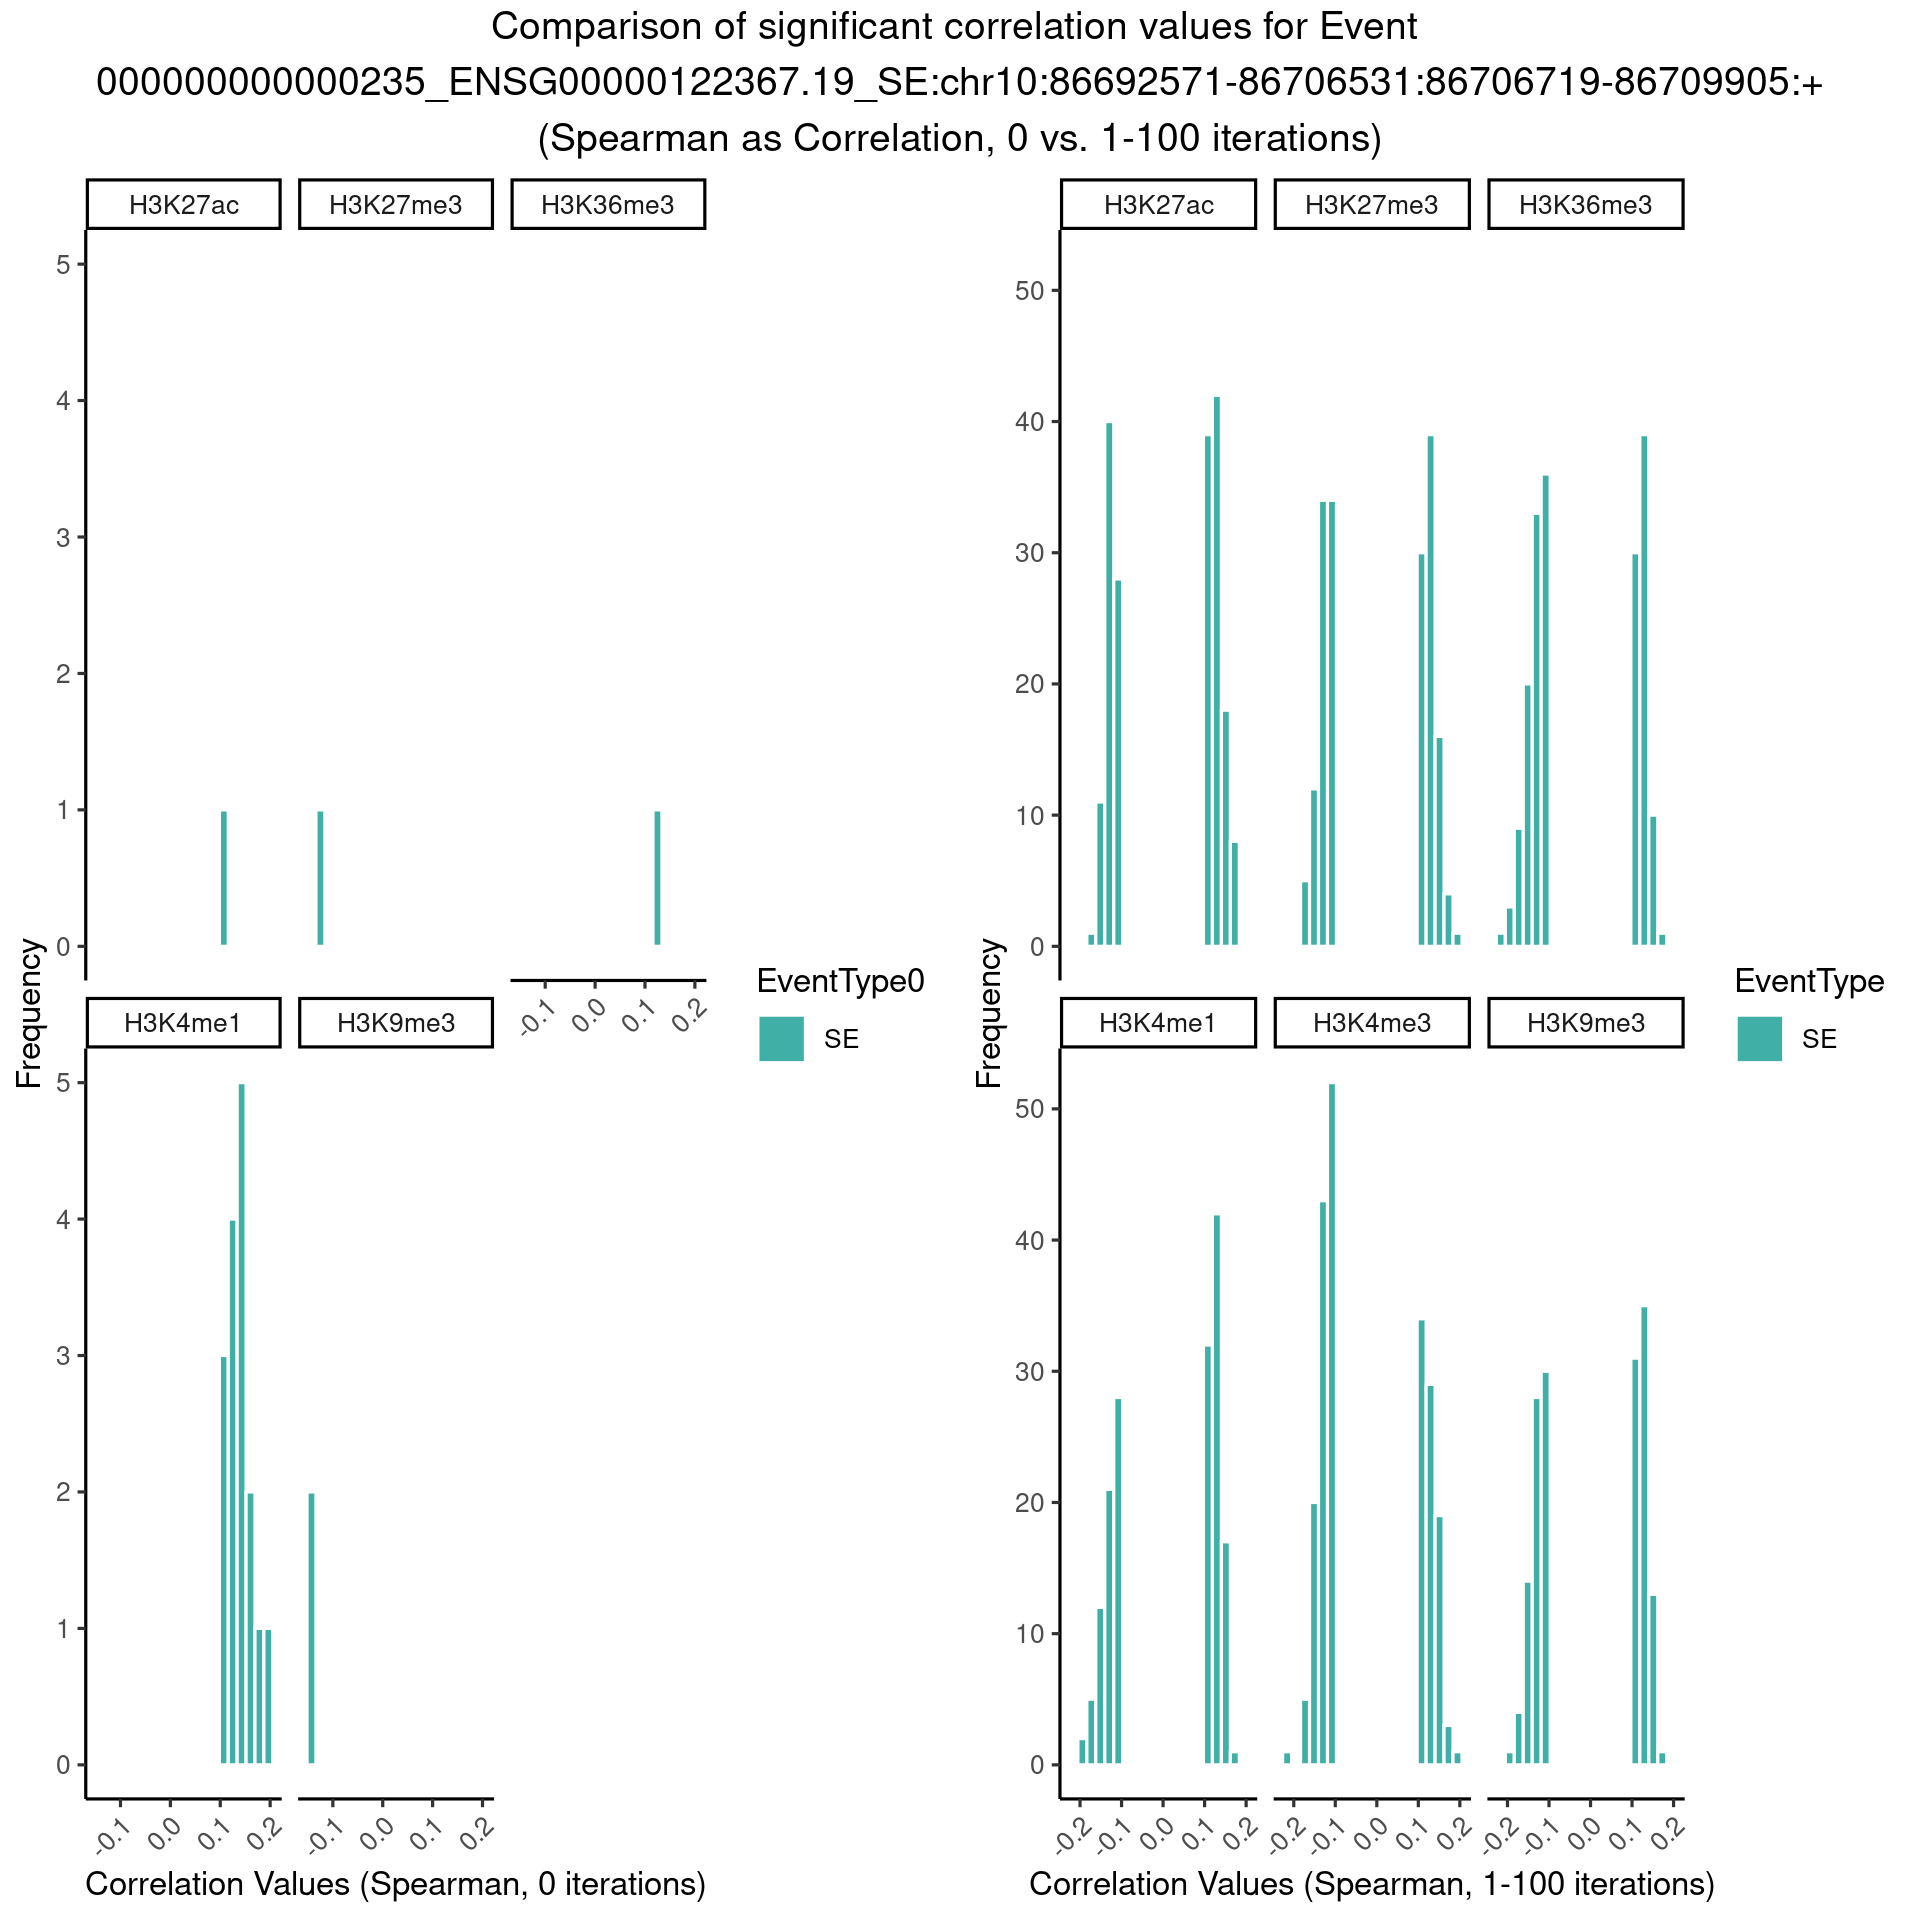 Comparison of significant correlation values for Event
000000000000235_ENSG00000122367.19_SE:chr10:86692571-86706531:86706719-86709905:+
(Spearman as Correlation, 0 vs. 1-100 iterations)
H3K27ac H3K27me3 H3K36me3
5
4
3
2
1
0
-0.1 0.0 0.1 0.2
H3K4me1 H3K9me3
5
4
3
2
1
0
-0.1 0.0 0.1 0.2 -0.1 0.0 0.1 0.2
Frequency
Correlation Values (Spearman, 0 iterations)
EventType0
SE
H3K27ac H3K27me3 H3K36me3
50
40
30
20
10
0
H3K4me1 H3K4me3 H3K9me3
50
40
30
20
10
0
-0.2 -0.1 0.0 0.1 0.2 -0.2 -0.1 0.0 0.1 0.2 -0.2 -0.1 0.0 0.1 0.2
Frequency
Correlation Values (Spearman, 1-100 iterations)
EventType
SE